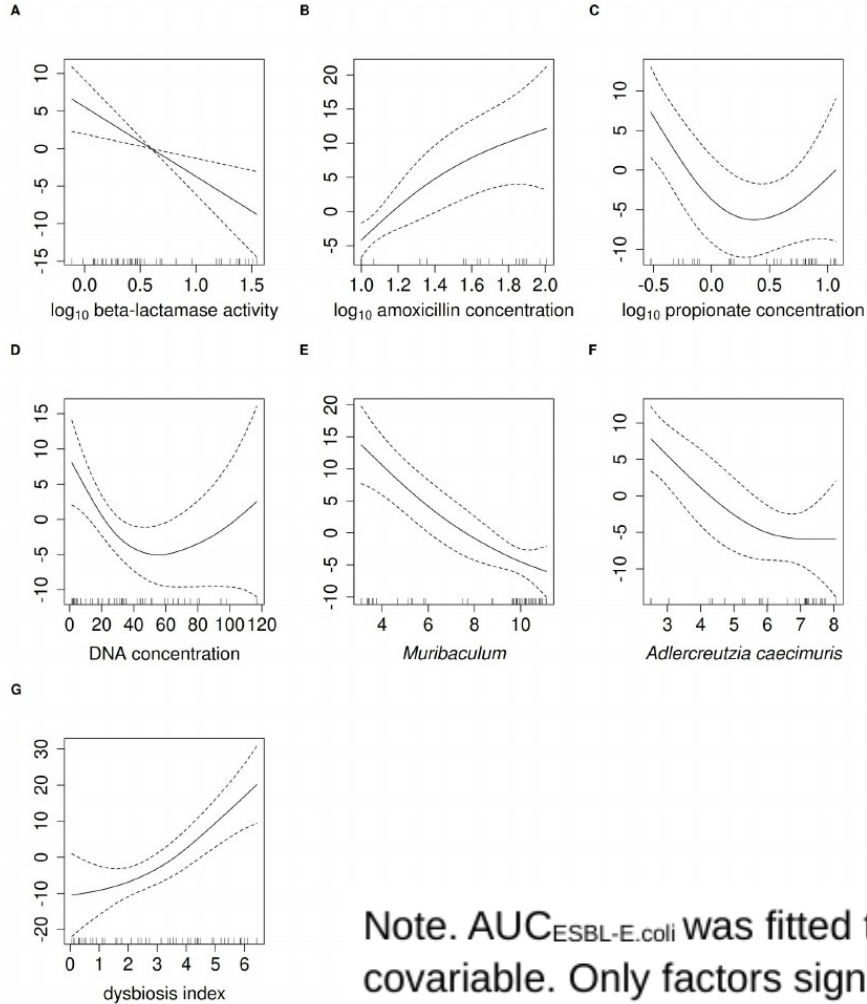 A
B
C
10
5
0
-5
-10
-15
0.0 0.5 1.0 1.5
log10 beta-lactamase activity
20
15
10
5
0
-5
1.0 1.2 1.4 1.6 1.8 2.0
log10 amoxicillin concentration
10
5
0
-5
-10
-0.5 0.0 0.5 1.0
log10 propionate concentration
D
E
F
15
10
5
0
-5
-10
0 20 40 60 80 100 120
DNA concentration
20
15
10
5
0
-5
-10
4 6 8 10
Muribaculum
10
5
0
-5
-10
3 4 5 6 7 8
Adlercreutzia caecimuris
G
30
20
10
0
-10
-20
0 1 2 3 4 5 6
dysbiosis index
Note. AUCESBL-E.coli was fitted
covariable. Only factors sign